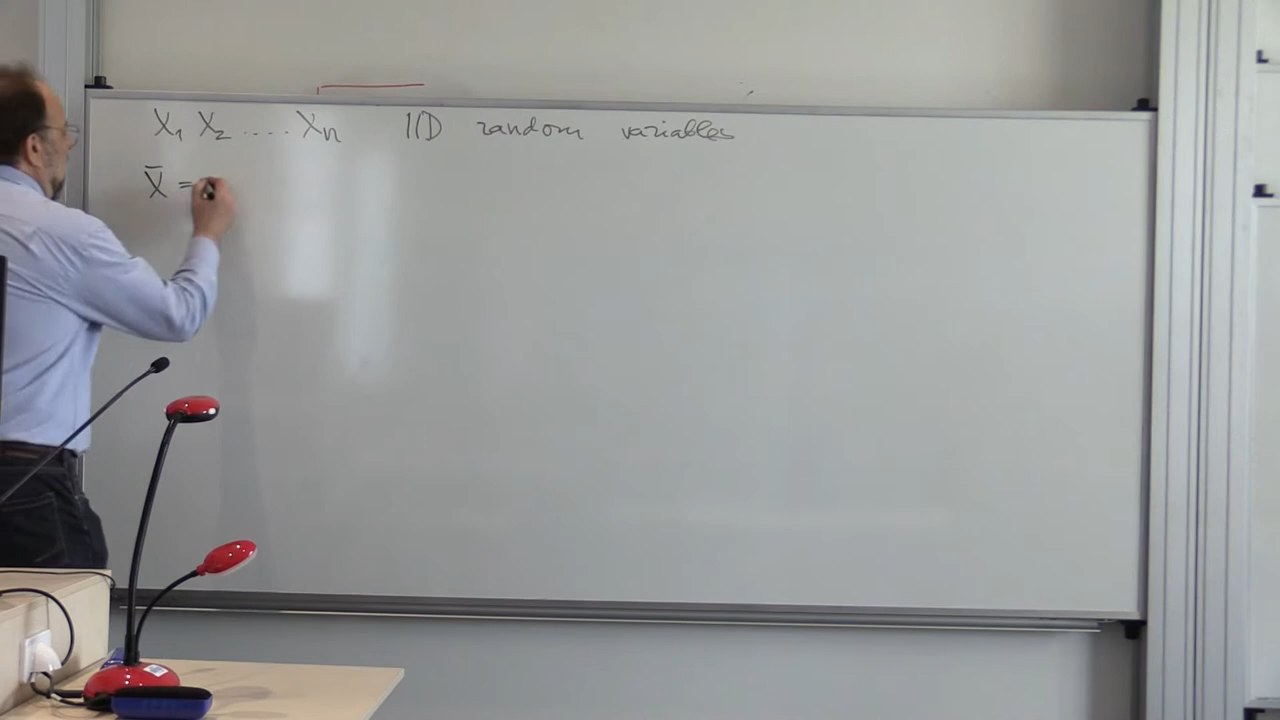 X₁ X₂ .... Xn IID random variables
X̄ =